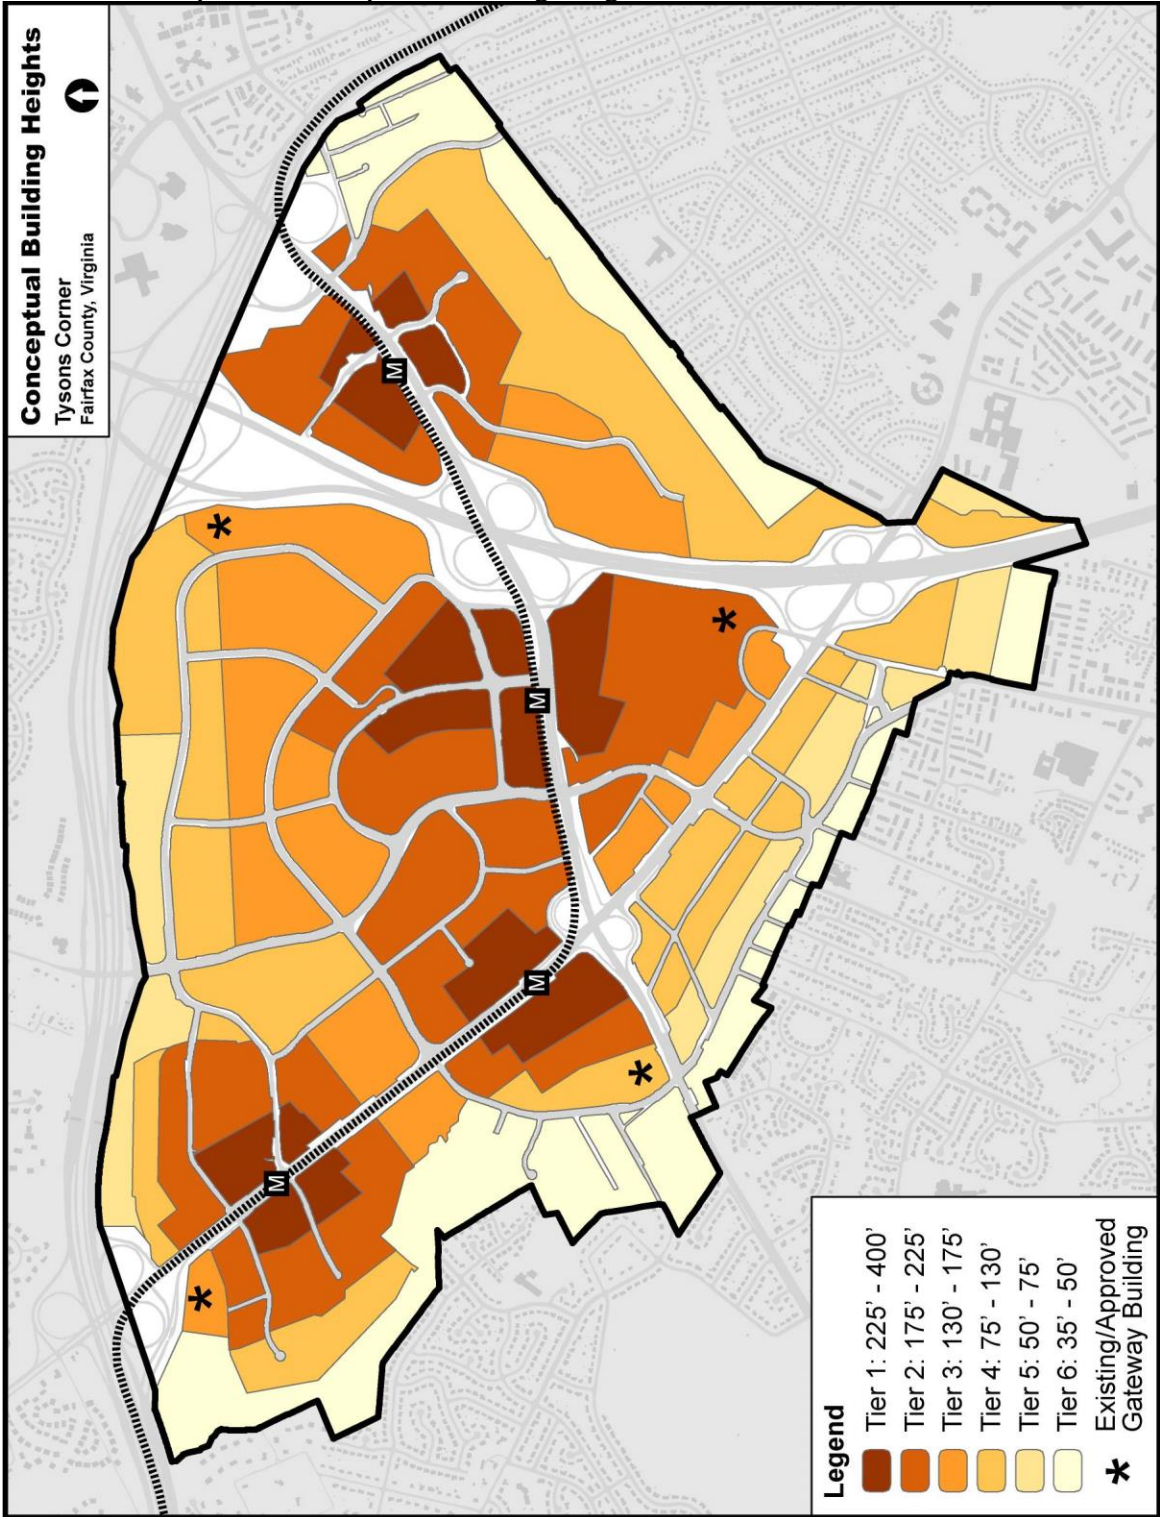 Conceptual Building Heights
Tysons Corner
Fairfax County, Virginia
M
M
M
M
Legend
Tier 1: 225' - 400'
Tier 2: 175' - 225'
Tier 3: 130' - 175'
Tier 4: 75' - 130'
Tier 5: 50' - 75'
Tier 6: 35' - 50'
* Existing/Approved
Gateway Building